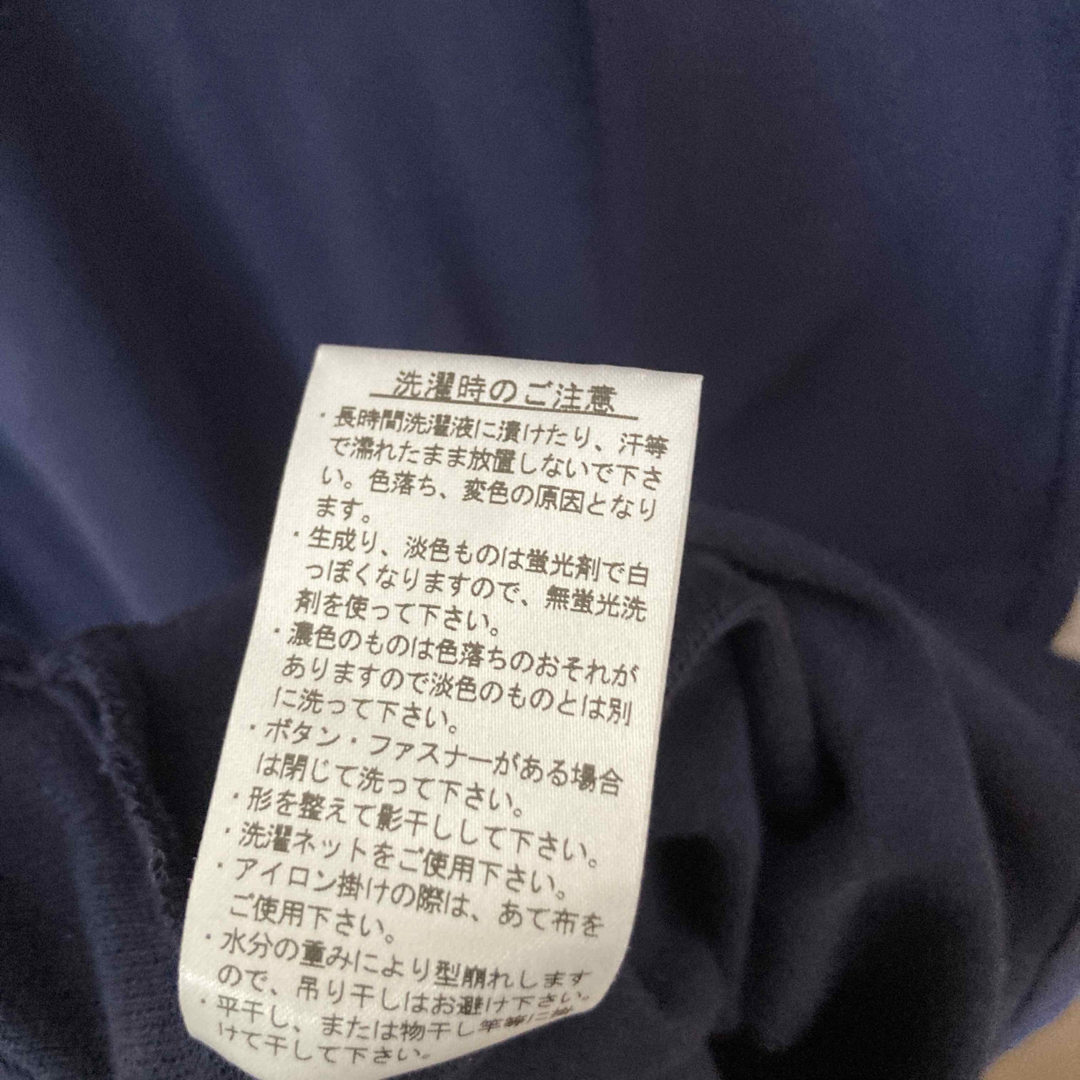 洗濯時のご注意
・長時間洗濯液に漬けたり、汗等
で濡れたまま放置しないで下さ
い。色落ち、変色の原因となり
ます。
・生成り、淡色ものは蛍光剤で白
っぽくなりますので、無蛍光洗
剤を使って下さい。
・濃色のものは色落ちのおそれが
ありますので淡色のものとは別
に洗って下さい。
・ボタン・ファスナーがある場合
は閉じて洗って下さい。
・形を整えて影干しして下さい。
・洗濯ネットをご使用下さい。
・アイロン掛けの際は、あて布を
ご使用下さい。
・水分の重みにより型崩れします
ので、吊り干しはお避け下さい。
・平干し、または物干し竿等に掛
けて干して下さい。